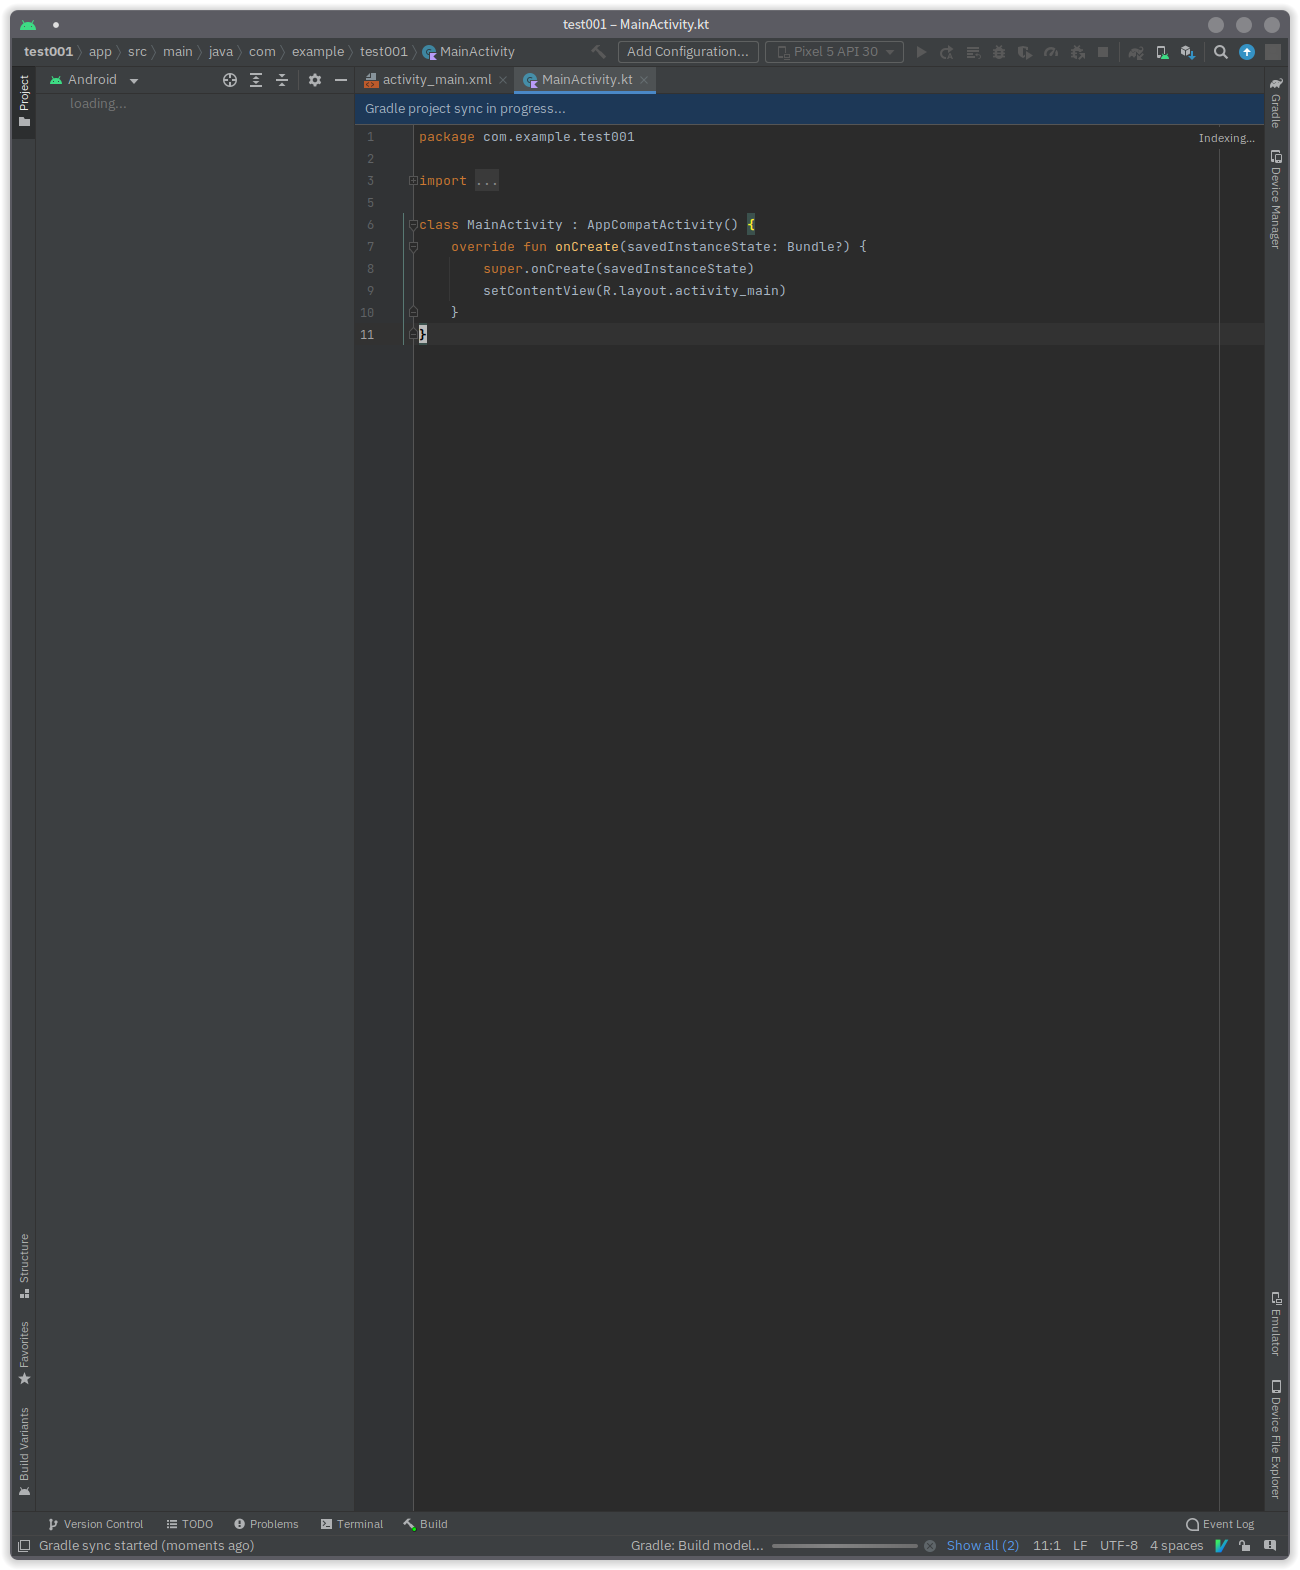 test001 – MainActivity.kt
test001 app src main java com example test001 MainActivity Add Configuration... Pixel 5 API 30
Project
Android
loading...
activity_main.xml MainActivity.kt
Gradle project sync in progress...
Indexing...
1 package com.example.test001
2
3 import ...
5
6 class MainActivity : AppCompatActivity() {
7 override fun onCreate(savedInstanceState: Bundle?) {
8 super.onCreate(savedInstanceState)
9 setContentView(R.layout.activity_main)
10 }
11 }
Gradle
Device Manager
Structure
Favorites
Build Variants
Emulator
Device File Explorer
Version Control TODO Problems Terminal Build Event Log
Gradle sync started (moments ago) Gradle: Build model... Show all (2) 11:1 LF UTF-8 4 spaces